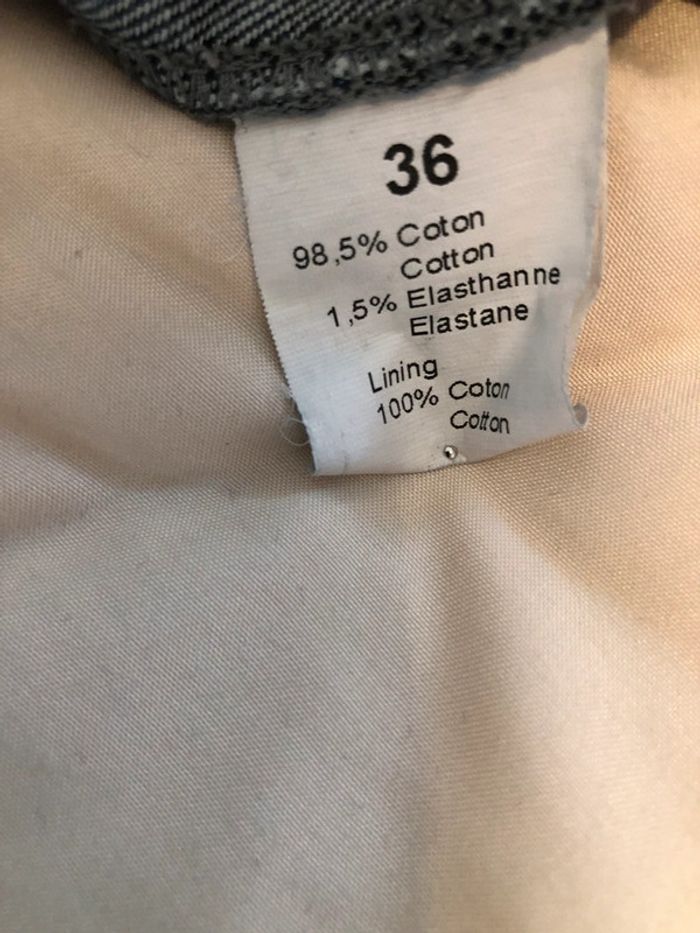 36
98,5% Coton
Cotton
1,5% Elasthanne
Elastane
Lining
100% Coton
Cotton